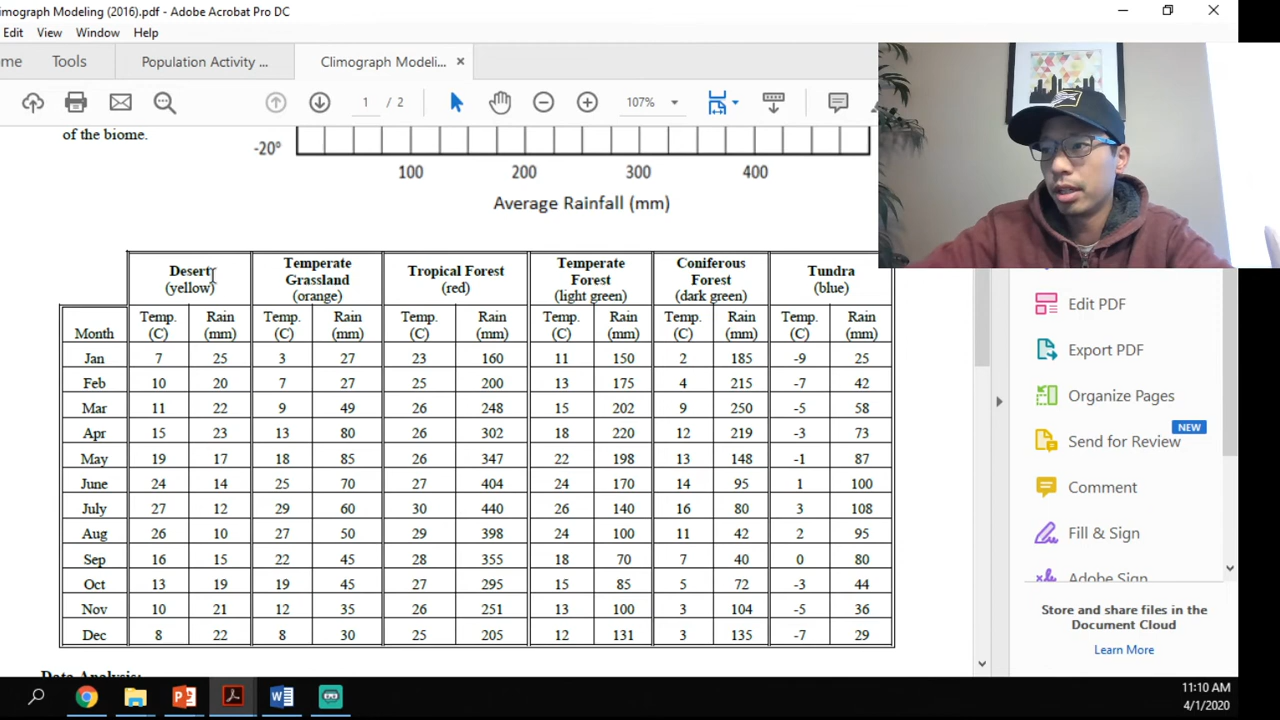 limograph Modeling (2016).pdf - Adobe Acrobat Pro DC
Edit View Window Help
me Tools Population Activity ... Climograph Modeli... ×
1 / 2 107%
of the biome.
-20°
100 200 300 400
Average Rainfall (mm)
Desert (yellow) Temperate Grassland (orange) Tropical Forest (red) Temperate Forest (light green) Coniferous Forest (dark green) Tundra (blue)
Month Temp. (C) Rain (mm) Temp. (C) Rain (mm) Temp. (C) Rain (mm) Temp. (C) Rain (mm) Temp. (C) Rain (mm) Temp. (C) Rain (mm)
Jan 7 25 3 27 23 160 11 150 2 185 -9 25
Feb 10 20 7 27 25 200 13 175 4 215 -7 42
Mar 11 22 9 49 26 248 15 202 9 250 -5 58
Apr 15 23 13 80 26 302 18 220 12 219 -3 73
May 19 17 18 85 26 347 22 198 13 148 -1 87
June 24 14 25 70 27 404 24 170 14 95 1 100
July 27 12 29 60 30 440 26 140 16 80 3 108
Aug 26 10 27 50 29 398 24 100 11 42 2 95
Sep 16 15 22 45 28 355 18 70 7 40 0 80
Oct 13 19 19 45 27 295 15 85 5 72 -3 44
Nov 10 21 12 35 26 251 13 100 3 104 -5 36
Dec 8 22 8 30 25 205 12 131 3 135 -7 29
Data Analysis:
Edit PDF
Export PDF
Organize Pages
NEW
Send for Review
Comment
Fill & Sign
Adobe Sign
Store and share files in the
Document Cloud
Learn More
11:10 AM
4/1/2020